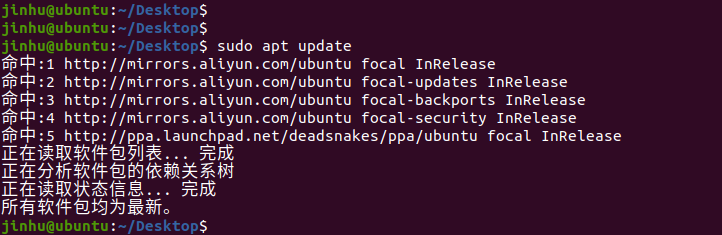 jinhu@ubuntu:~/Desktop$
jinhu@ubuntu:~/Desktop$
jinhu@ubuntu:~/Desktop$ sudo apt update
命中:1 http://mirrors.aliyun.com/ubuntu focal InRelease
命中:2 http://mirrors.aliyun.com/ubuntu focal-updates InRelease
命中:3 http://mirrors.aliyun.com/ubuntu focal-backports InRelease
命中:4 http://mirrors.aliyun.com/ubuntu focal-security InRelease
命中:5 http://ppa.launchpad.net/deadsnakes/ppa/ubuntu focal InRelease
正在读取软件包列表... 完成
正在分析软件包的依赖关系树
正在读取状态信息... 完成
所有软件包均为最新。
jinhu@ubuntu:~/Desktop$